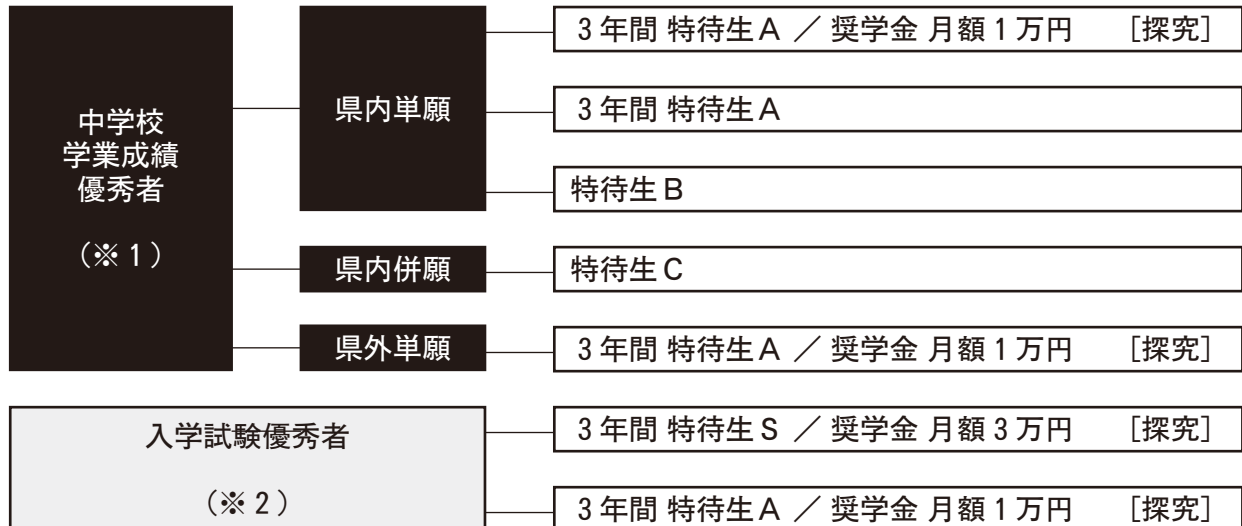 中学校
学業成績
優秀者
（※1）
県内単願
3年間 特待生A ／ 奨学金 月額1万円 ［探究］
3年間 特待生A
特待生B
県内併願
特待生C
県外単願
3年間 特待生A ／ 奨学金 月額1万円 ［探究］
入学試験優秀者
（※2）
3年間 特待生S ／ 奨学金 月額3万円 ［探究］
3年間 特待生A ／ 奨学金 月額1万円 ［探究］